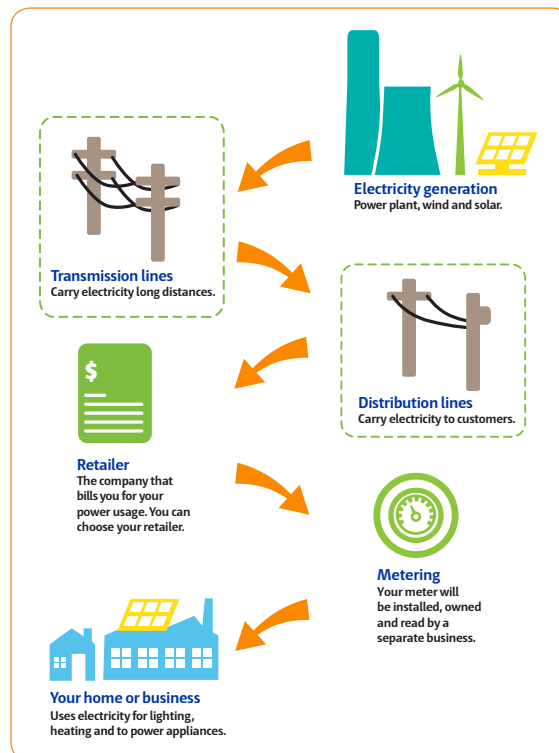 Electricity generation
Power plant, wind and solar.
Transmission lines
Carry electricity long distances.
Distribution lines
Carry electricity to customers.
$
Retailer
The company that
bills you for your
power usage. You can
choose your retailer.
Metering
Your meter will
be installed, owned
and read by a
separate business.
Your home or business
Uses electricity for lighting,
heating and to power appliances.